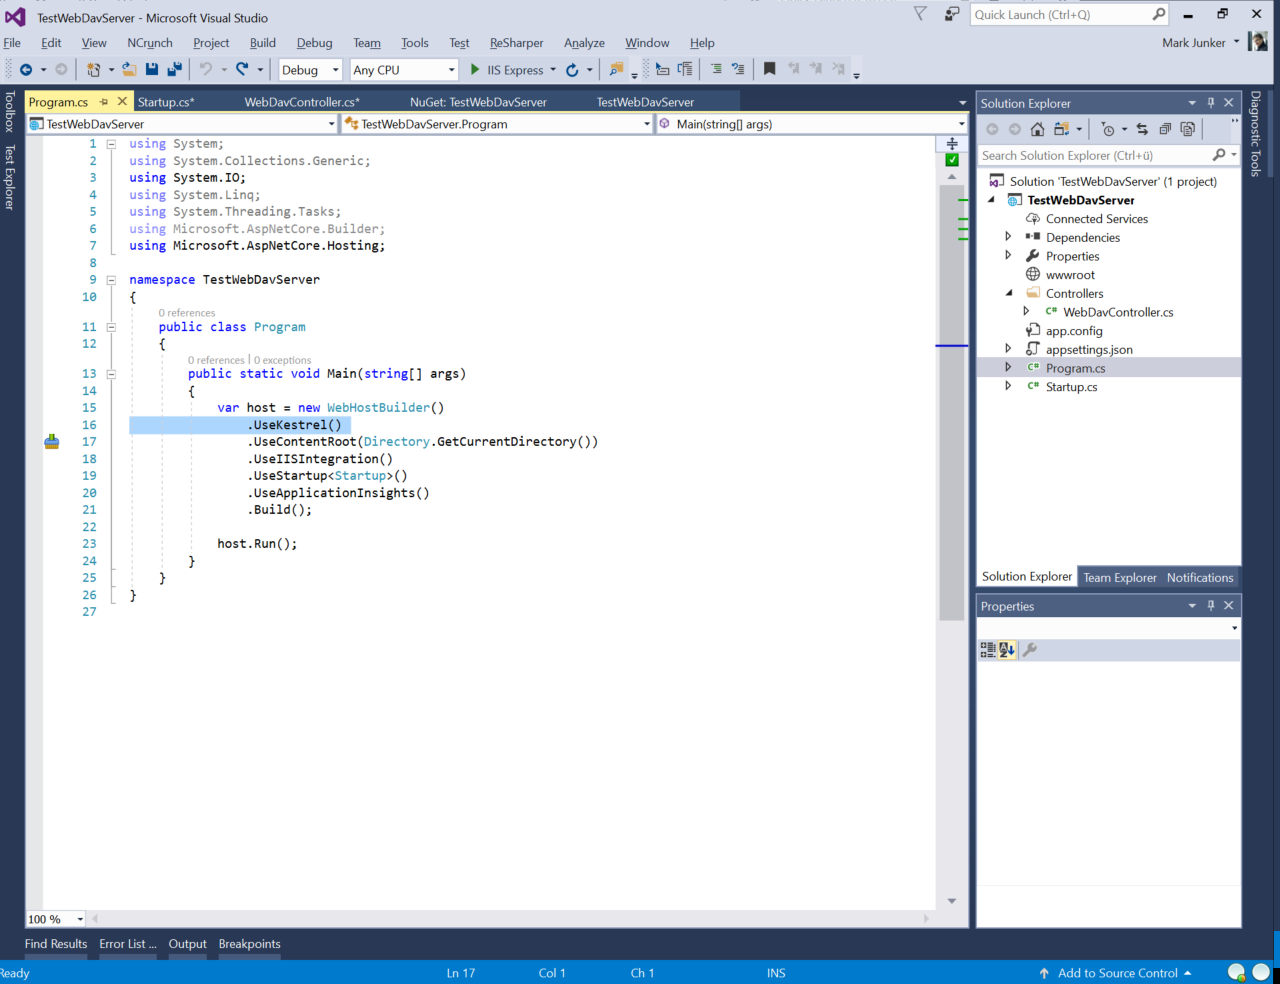 TestWebDavServer - Microsoft Visual Studio
Quick Launch (Ctrl+Q)
File Edit View NCrunch Project Build Debug Team Tools Test ReSharper Analyze Window Help
Mark Junker
Debug Any CPU IIS Express
Toolbox
Test Explorer
Program.cs Startup.cs* WebDavController.cs* NuGet: TestWebDavServer TestWebDavServer
TestWebDavServer TestWebDavServer.Program Main(string[] args)
1 using System;
2 using System.Collections.Generic;
3 using System.IO;
4 using System.Linq;
5 using System.Threading.Tasks;
6 using Microsoft.AspNetCore.Builder;
7 using Microsoft.AspNetCore.Hosting;
8
9 namespace TestWebDavServer
10 {
0 references
11 public class Program
12 {
0 references | 0 exceptions
13 public static void Main(string[] args)
14 {
15 var host = new WebHostBuilder()
16 .UseKestrel()
17 .UseContentRoot(Directory.GetCurrentDirectory())
18 .UseIISIntegration()
19 .UseStartup<Startup>()
20 .UseApplicationInsights()
21 .Build();
22
23 host.Run();
24 }
25 }
26 }
27
100 %
Solution Explorer
Search Solution Explorer (Ctrl+ü)
Solution 'TestWebDavServer' (1 project)
TestWebDavServer
Connected Services
Dependencies
Properties
wwwroot
Controllers
C# WebDavController.cs
app.config
appsettings.json
C# Program.cs
C# Startup.cs
Solution Explorer Team Explorer Notifications
Properties
Diagnostic Tools
Find Results Error List ... Output Breakpoints
Ready Ln 17 Col 1 Ch 1 INS Add to Source Control